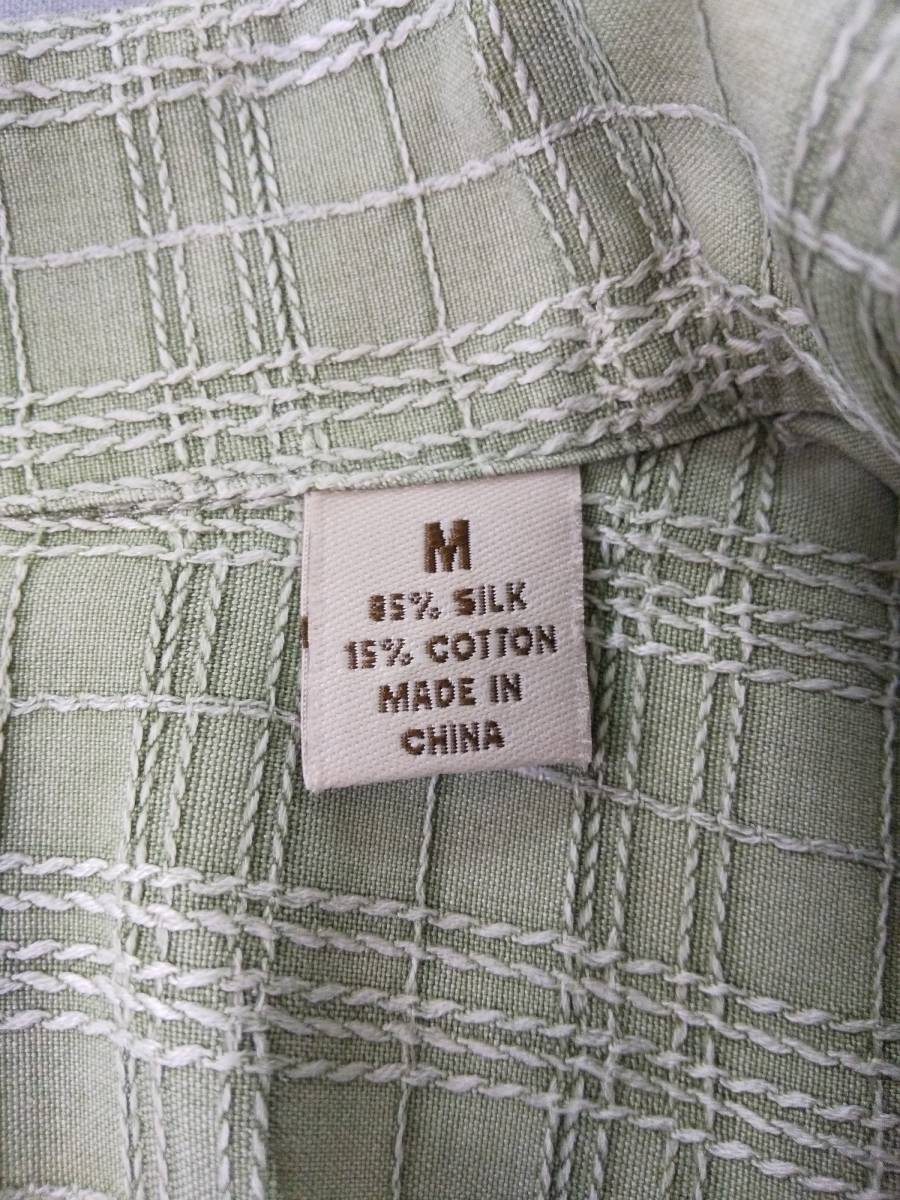 M
85% SILK
15% COTTON
MADE IN
CHINA